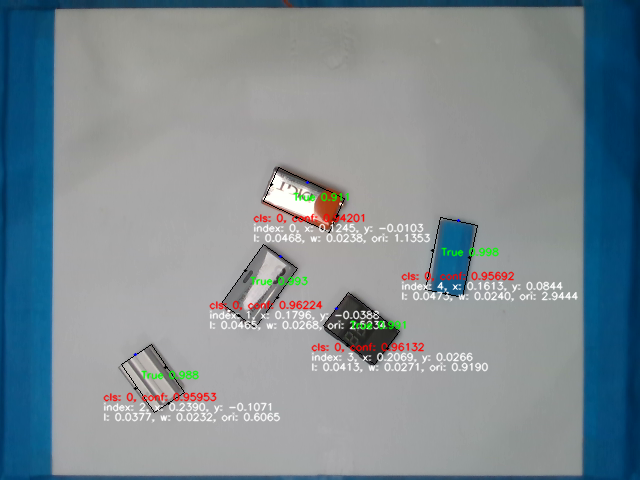 True 0.911
cls: 0, conf: 0.94201
index: 0, x: 0.1245, y: -0.0103
l: 0.0468, w: 0.0238, ori: 1.1353
cls: 0, conf: 0.95692
index: 4, x: 0.1613, y: 0.0844
l: 0.0473, w: 0.0240, ori: 2.9444
True 0.993
cls: 0, conf: 0.96224
index: 1, x: 0.1796, y: -0.0388
l: 0.0465, w: 0.0268, ori:
cls: 0, conf: 0.96132
index: 3, x: 0.2069, y: 0.0266
l: 0.0413, w: 0.0271, ori: 0.9190
True 0.988
cls: 0, conf: 0.95953
index: 2, x: 0.2390, y: -0.1071
l: 0.0377, w: 0.0232, ori: 0.6065